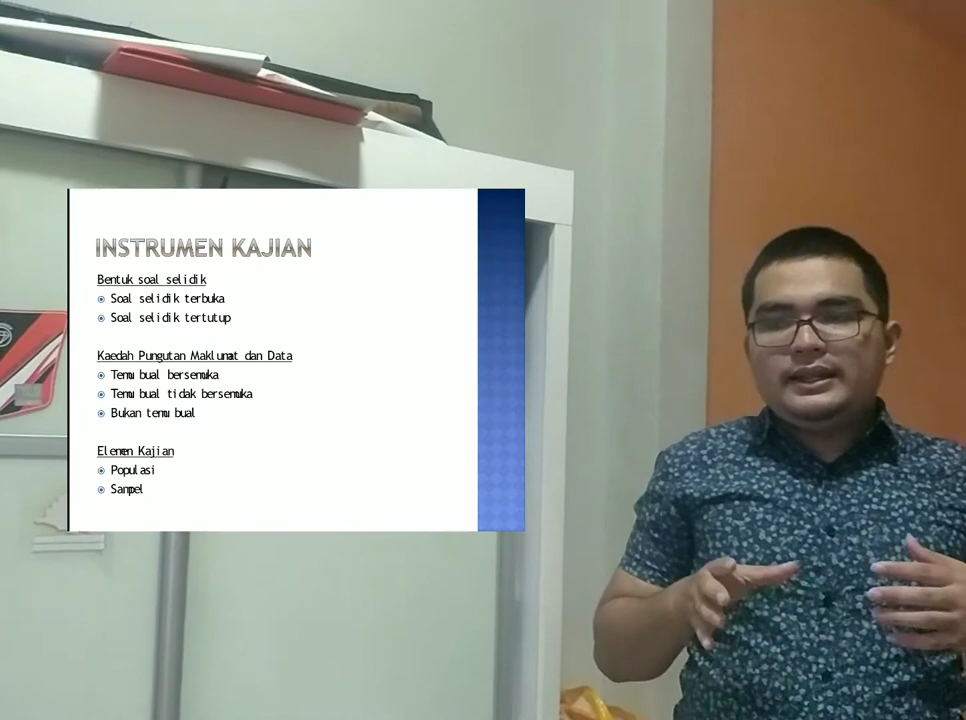 INSTRUMEN KAJIAN
Bentuk soal selidik
Soal selidik terbuka
Soal selidik tertutup
Kaedah Pungutan Maklumat dan Data
Temu bual bersemuka
Temu bual tidak bersemuka
Bukan temu bual
Elemen Kajian
Populasi
Sampel